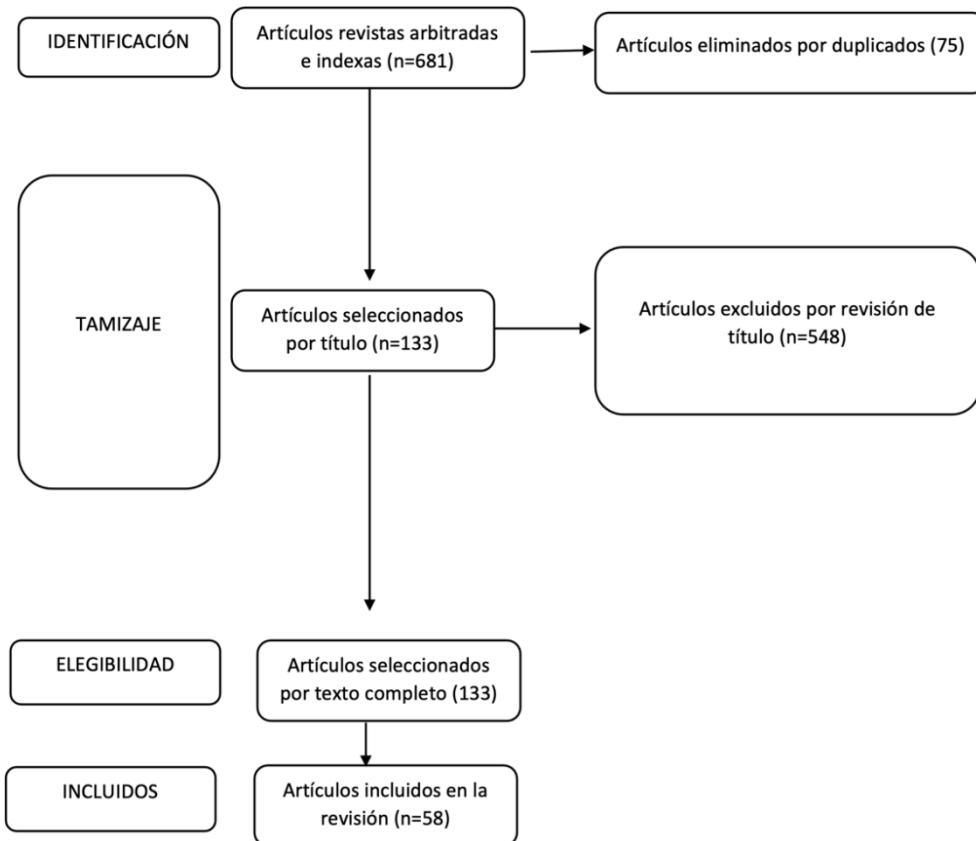 IDENTIFICACIÓN
Artículos revistas arbitradas
e indexas (n=681)
Artículos eliminados por duplicados (75)
TAMIZAJE
Artículos seleccionados
por título (n=133)
Artículos excluidos por revisión de
título (n=548)
ELEGIBILIDAD
Artículos seleccionados
por texto completo (133)
INCLUIDOS
Artículos incluidos en la
revisión (n=58)